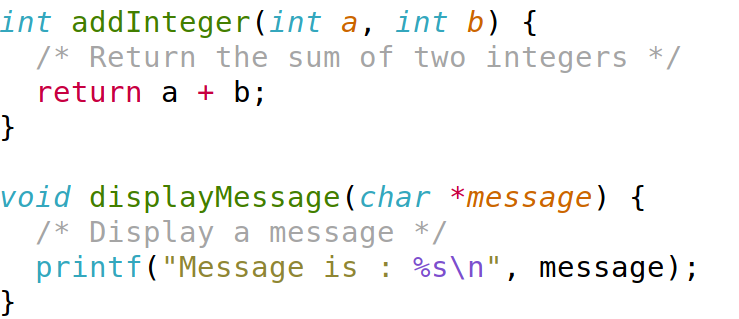 int addInteger(int a, int b) {
  /* Return the sum of two integers */
  return a + b;
}

void displayMessage(char *message) {
  /* Display a message */
  printf("Message is : %s\n", message);
}